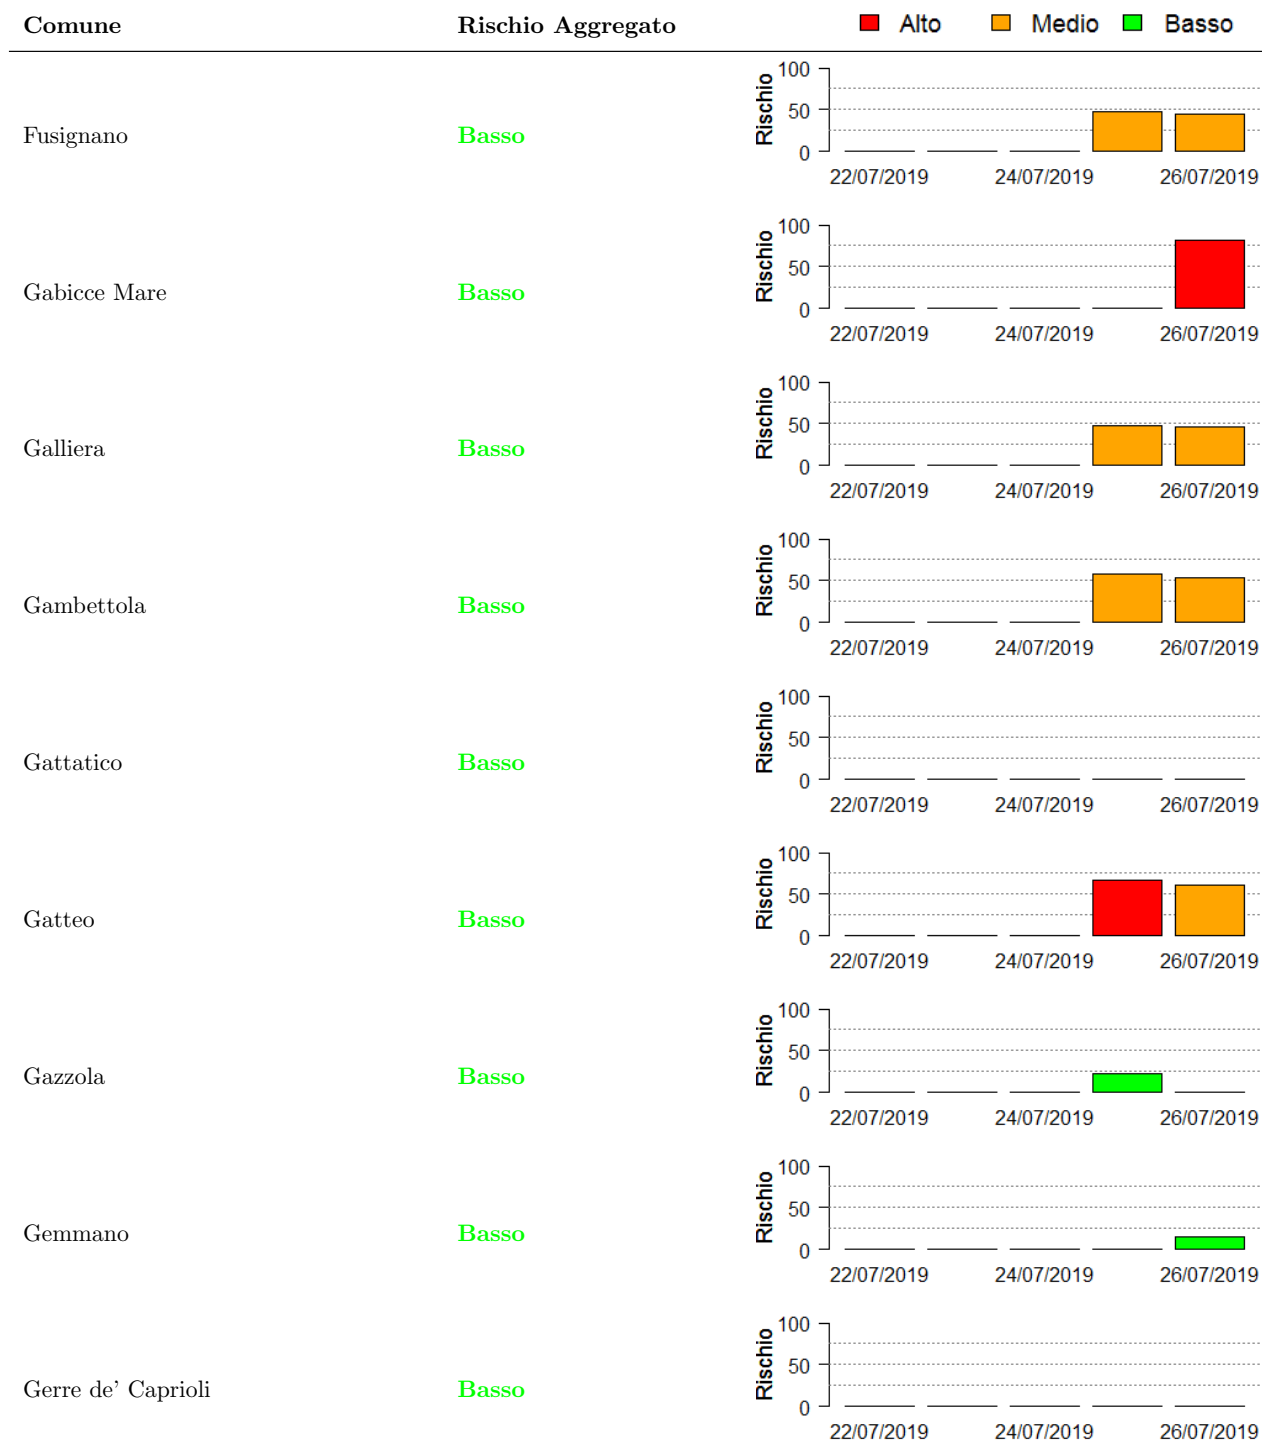 Comune Rischio Aggregato Alto Medio Basso
Fusignano Basso
Rischio
100
50
0
22/07/2019 24/07/2019 26/07/2019
Gabicce Mare Basso
Rischio
100
50
0
22/07/2019 24/07/2019 26/07/2019
Galliera Basso
Rischio
100
50
0
22/07/2019 24/07/2019 26/07/2019
Gambettola Basso
Rischio
100
50
0
22/07/2019 24/07/2019 26/07/2019
Gattatico Basso
Rischio
100
50
0
22/07/2019 24/07/2019 26/07/2019
Gatteo Basso
Rischio
100
50
0
22/07/2019 24/07/2019 26/07/2019
Gazzola Basso
Rischio
100
50
0
22/07/2019 24/07/2019 26/07/2019
Gemmano Basso
Rischio
100
50
0
22/07/2019 24/07/2019 26/07/2019
Gerre de' Caprioli Basso
Rischio
100
50
0
22/07/2019 24/07/2019 26/07/2019